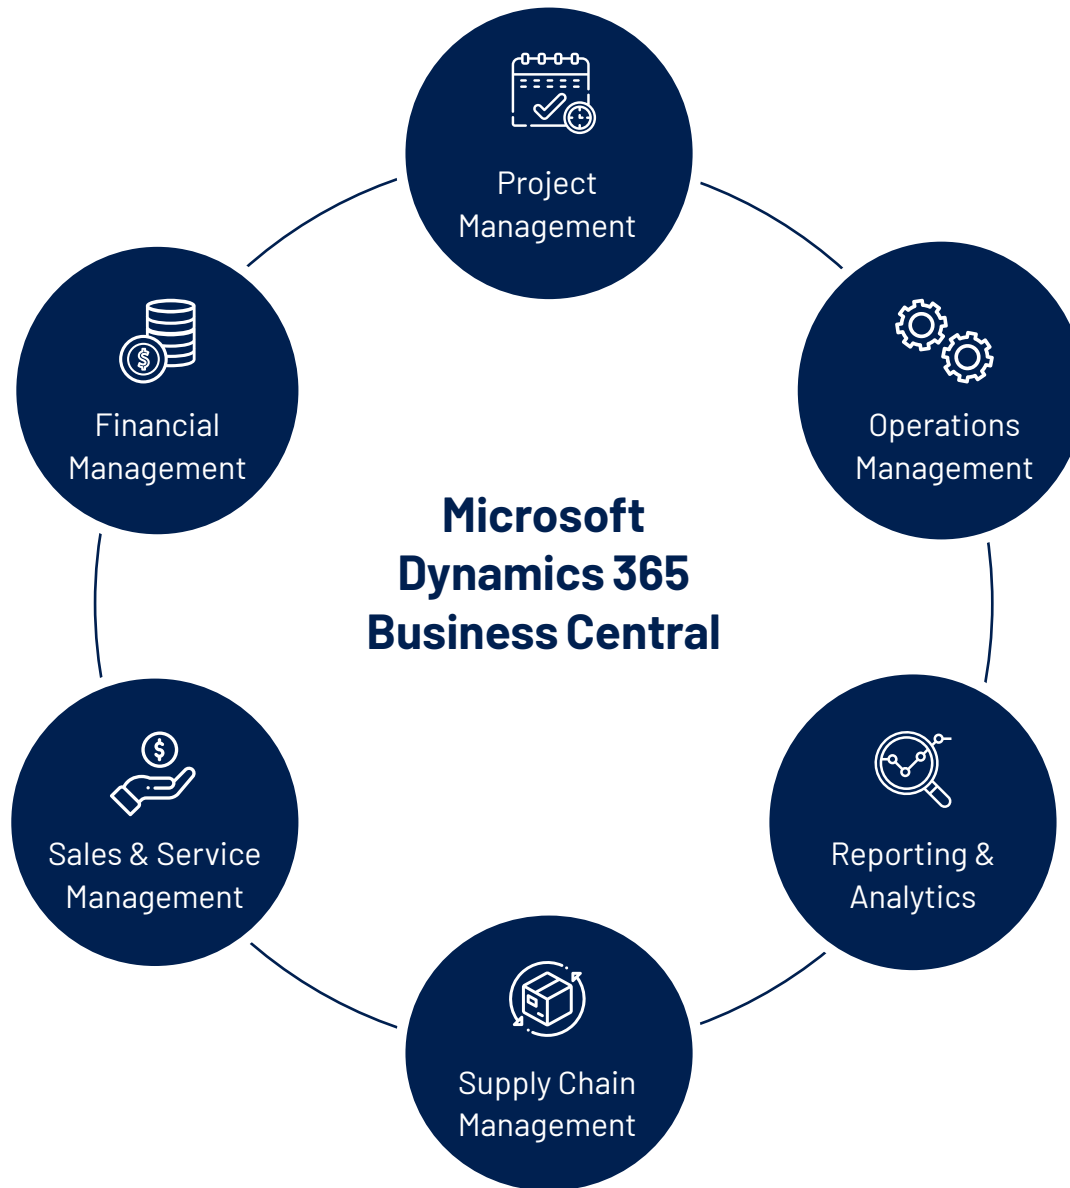 Project
Management
Operations
Management
Reporting &
Analytics
Supply Chain
Management
Sales & Service
Management
Financial
Management
Microsoft
Dynamics 365
Business Central